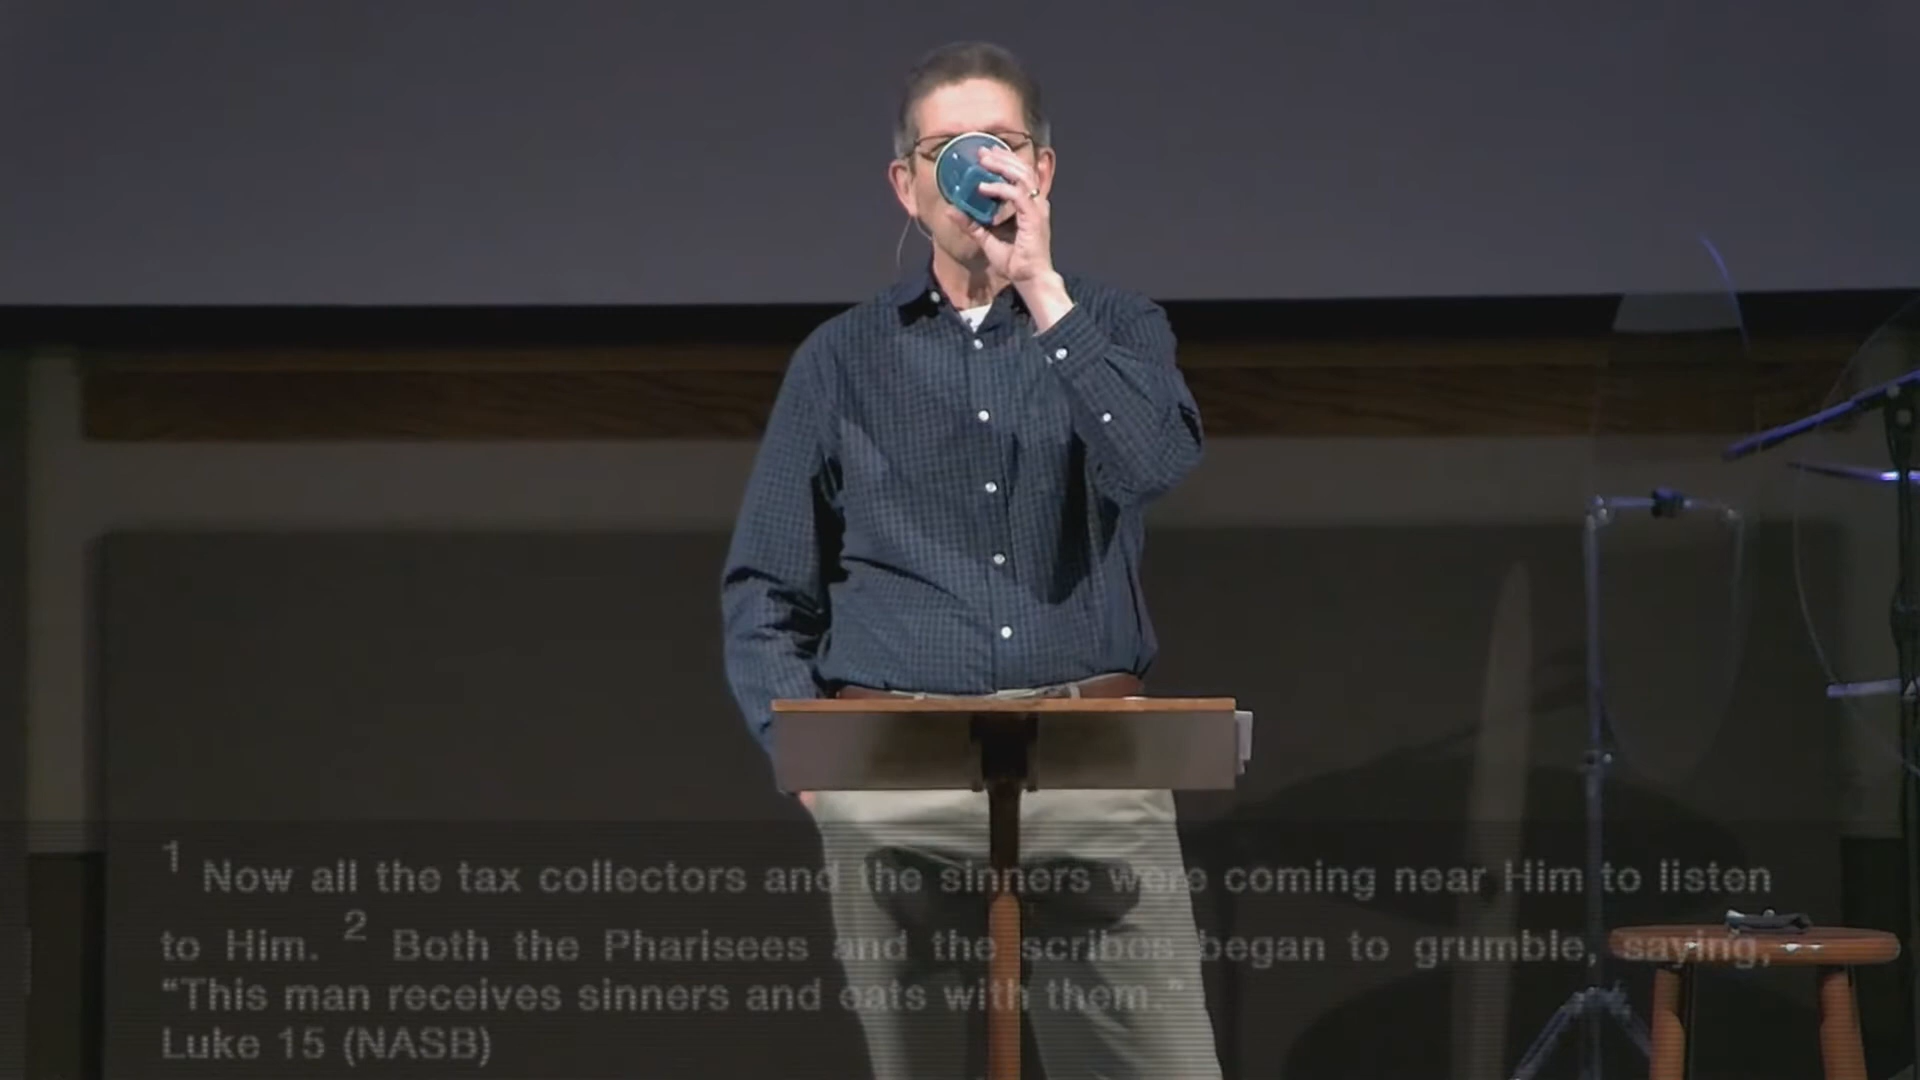 1 Now all the tax collectors and the sinners were coming near Him to listen
to Him. 2 Both the Pharisees and the scribes began to grumble, saying,
“This man receives sinners and eats with them.”
Luke 15 (NASB)